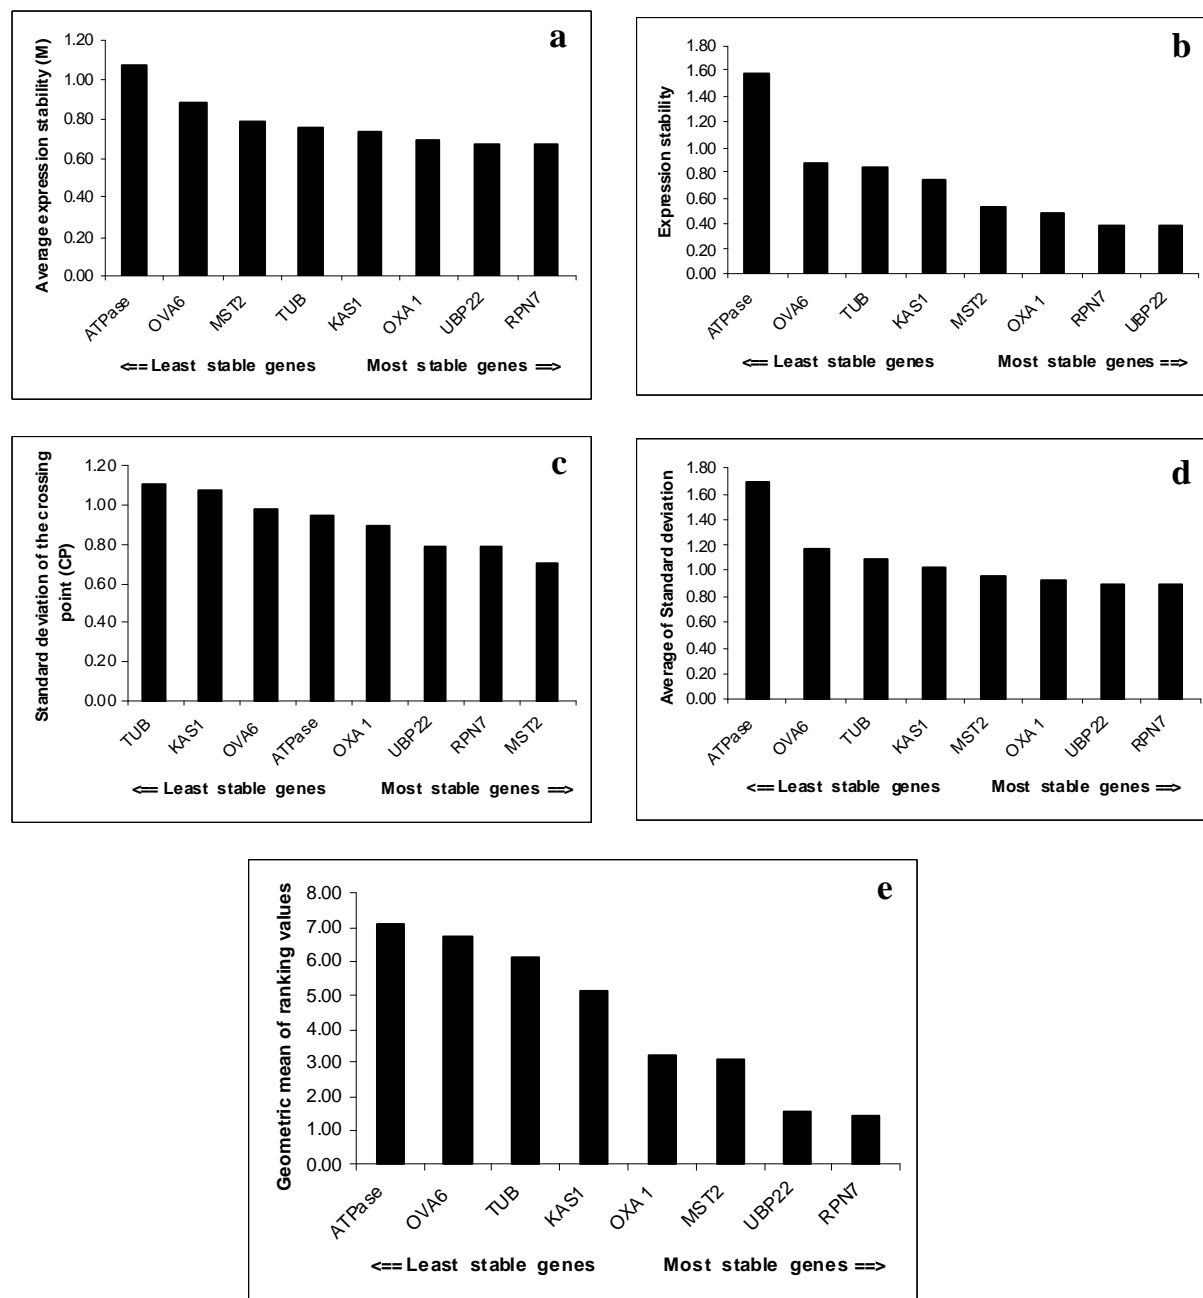 a
Average expression stability (M)
1.20
1.00
0.80
0.60
0.40
0.20
0.00
ATPase
OVA6
MST2
TUB
KAS1
OXA1
UBP22
RPN7
<== Least stable genes Most stable genes ==>
b
Expression stability
1.80
1.60
1.40
1.20
1.00
0.80
0.60
0.40
0.20
0.00
ATPase
OVA6
TUB
KAS1
MST2
OXA1
RPN7
UBP22
<== Least stable genes Most stable genes ==>
c
Standard deviation of the crossing
point (CP)
1.20
1.00
0.80
0.60
0.40
0.20
0.00
TUB
KAS1
OVA6
ATPase
OXA1
UBP22
RPN7
MST2
<== Least stable genes Most stable genes ==>
d
Average of Standard deviation
1.80
1.60
1.40
1.20
1.00
0.80
0.60
0.40
0.20
0.00
ATPase
OVA6
TUB
KAS1
MST2
OXA1
UBP22
RPN7
<== Least stable genes Most stable genes ==>
e
Geometric mean of ranking values
8.00
7.00
6.00
5.00
4.00
3.00
2.00
1.00
0.00
ATPase
OVA6
TUB
KAS1
OXA1
MST2
UBP22
RPN7
<== Least stable genes Most stable genes ==>